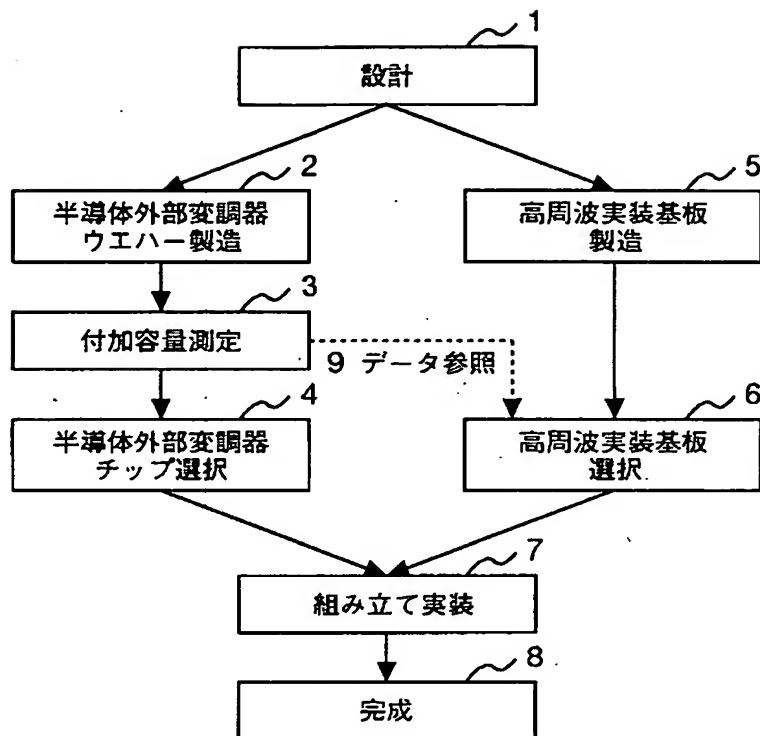 1
設計
2
半導体外部変調器
ウエハー製造
3
付加容量測定
9 データ参照
4
半導体外部変調器
チップ選択
5
高周波実装基板
製造
6
高周波実装基板
選択
7
組み立て実装
8
完成